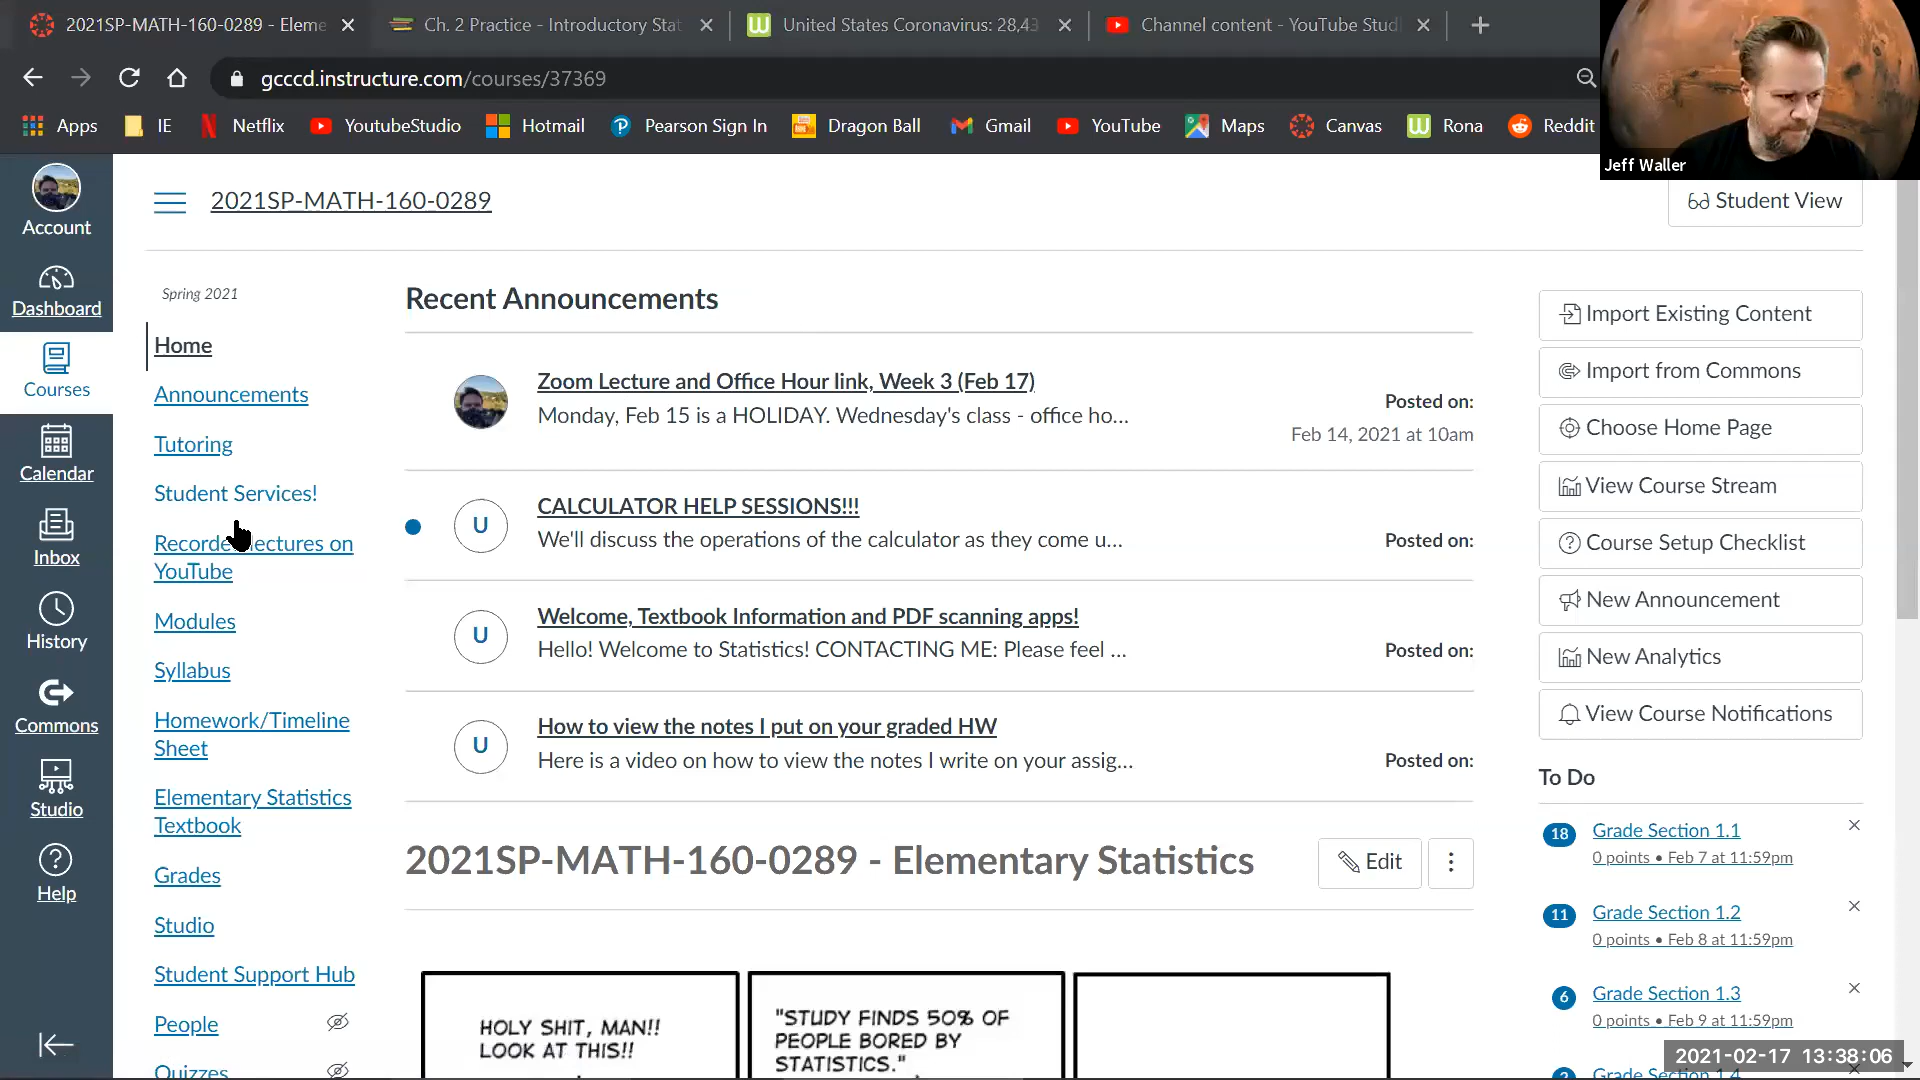 2021SP-MATH-160-0289 - Eleme
Ch. 2 Practice - Introductory Stat
United States Coronavirus: 28,43
Channel content - YouTube Studi
gcccd.instructure.com/courses/37369
Apps
IE
Netflix
YoutubeStudio
Hotmail
Pearson Sign In
Dragon Ball
Gmail
YouTube
Maps
Canvas
Rona
Reddit
Jeff Waller
Account
Dashboard
Courses
Calendar
Inbox
History
Commons
Studio
Help
2021SP-MATH-160-0289
Student View
Spring 2021
Home
Announcements
Tutoring
Student Services!
Recorde lectures on
YouTube
Modules
Syllabus
Homework/Timeline
Sheet
Elementary Statistics
Textbook
Grades
Studio
Student Support Hub
People
Quizzes
Recent Announcements
Zoom Lecture and Office Hour link, Week 3 (Feb 17)
Monday, Feb 15 is a HOLIDAY. Wednesday's class - office ho...
Posted on:
Feb 14, 2021 at 10am
U
CALCULATOR HELP SESSIONS!!!
We'll discuss the operations of the calculator as they come u...
Posted on:
U
Welcome, Textbook Information and PDF scanning apps!
Hello! Welcome to Statistics! CONTACTING ME: Please feel ...
Posted on:
U
How to view the notes I put on your graded HW
Here is a video on how to view the notes I write on your assig...
Posted on:
2021SP-MATH-160-0289 - Elementary Statistics
Edit
HOLY SHIT, MAN!!
LOOK AT THIS!!
"STUDY FINDS 50% OF
PEOPLE BORED BY
STATISTICS."
Import Existing Content
Import from Commons
Choose Home Page
View Course Stream
Course Setup Checklist
New Announcement
New Analytics
View Course Notifications
To Do
18
Grade Section 1.1
0 points • Feb 7 at 11:59pm
11
Grade Section 1.2
0 points • Feb 8 at 11:59pm
6
Grade Section 1.3
0 points • Feb 9 at 11:59pm
Grade Section 1.4
2021-02-17 13:38:06